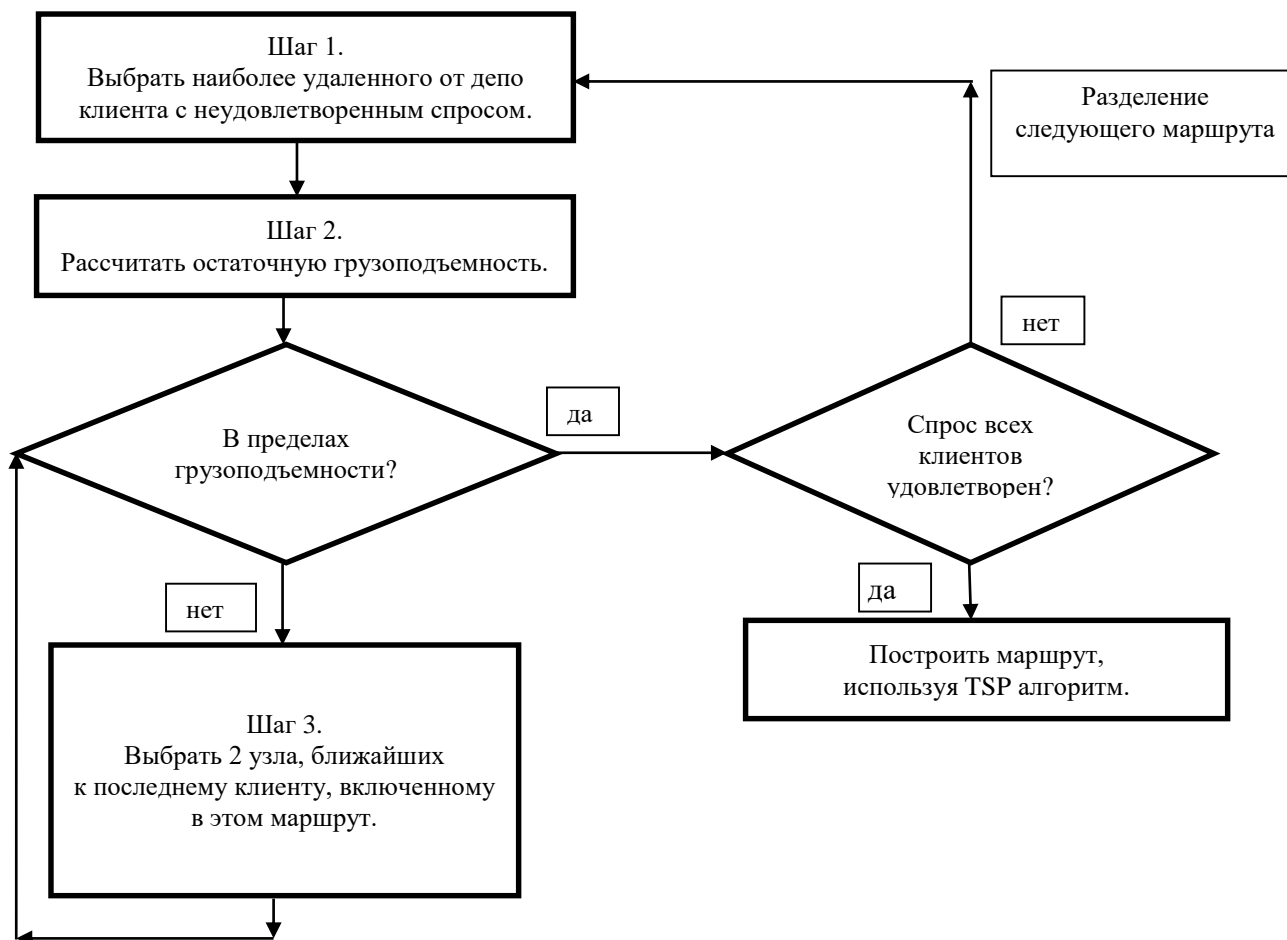 Шаг 1.
Выбрать наиболее удаленного от депо
клиента с неудовлетворенным спросом.
Разделение
следующего маршрута
Шаг 2.
Рассчитать остаточную грузоподъемность.
нет
да
В пределах
грузоподъемности?
Спрос всех
клиентов
удовлетворен?
нет
да
Шаг 3.
Выбрать 2 узла, ближайших
к последнему клиенту, включенному
в этом маршрут.
Построить маршрут,
используя TSP алгоритм.